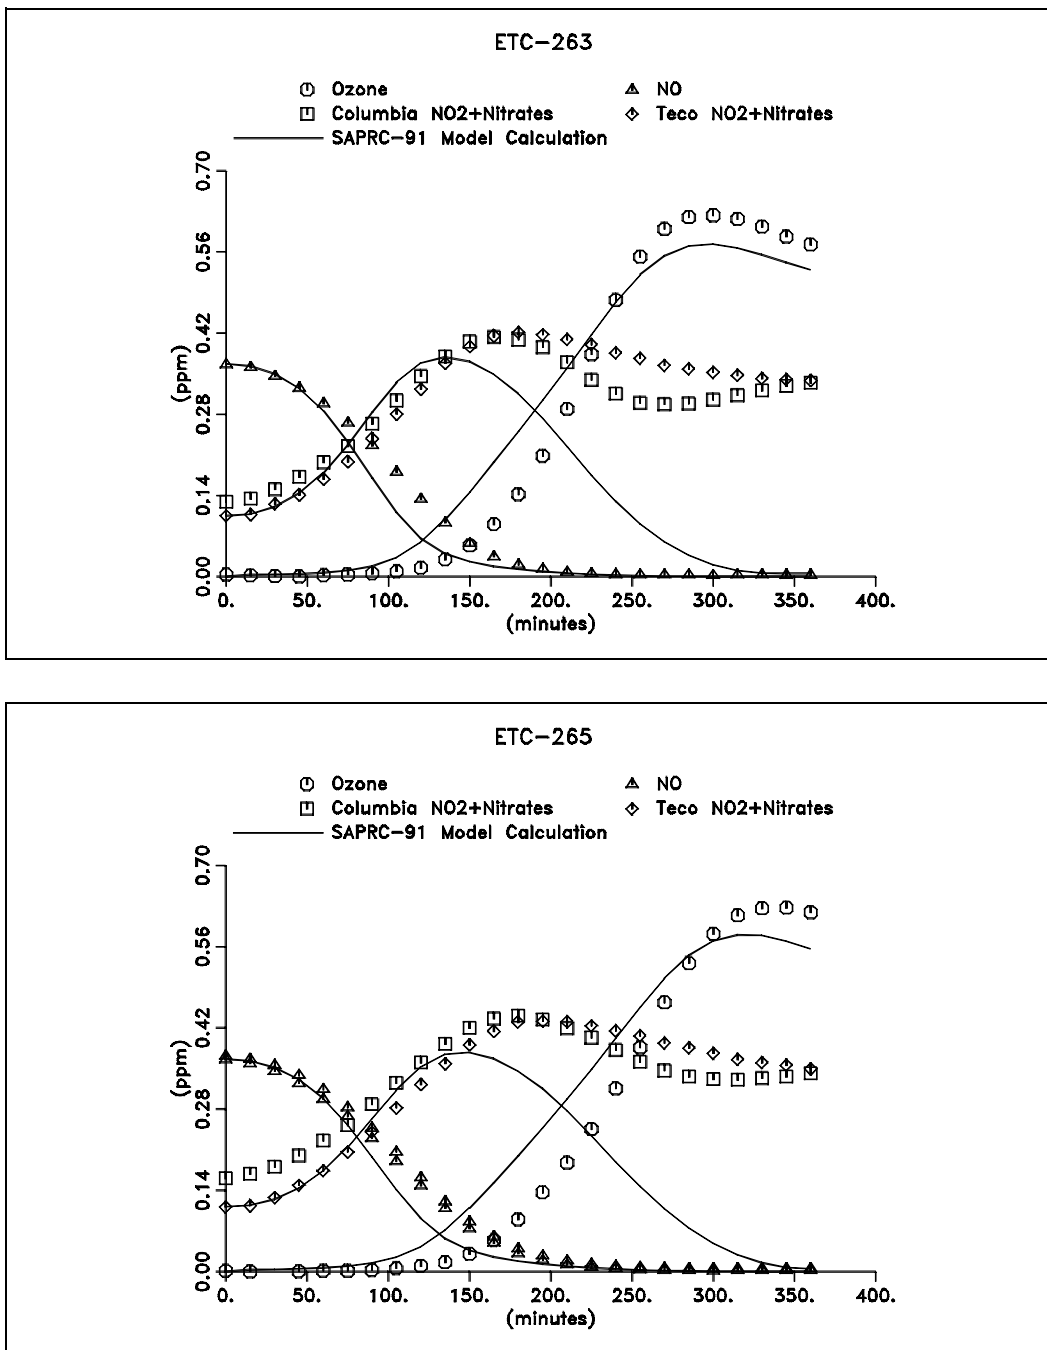 ETC-263
Ozone NO
Columbia NO2+Nitrates Teco NO2+Nitrates
SAPRC-91 Model Calculation
0.70
0.56
0.42
(ppm)
0.28
0.14
0.00
0. 50. 100. 150. 200. 250. 300. 350. 400.
(minutes)
ETC-265
Ozone NO
Columbia NO2+Nitrates Teco NO2+Nitrates
SAPRC-91 Model Calculation
0.70
0.56
0.42
(ppm)
0.28
0.14
0.00
0. 50. 100. 150. 200. 250. 300. 350. 400.
(minutes)